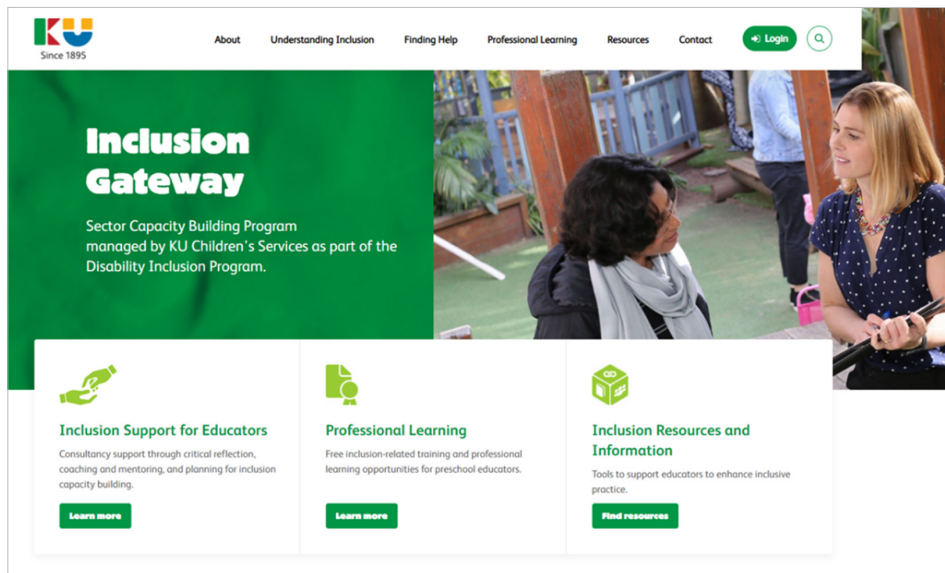 KU
Since 1895
About Understanding Inclusion Finding Help Professional Learning Resources Contact Login
Inclusion
Gateway
Sector Capacity Building Program
managed by KU Children's Services as part of the
Disability Inclusion Program.
Inclusion Support for Educators
Consultancy support through critical reflection,
coaching and mentoring, and planning for inclusion
capacity building.
Learn more
Professional Learning
Free inclusion-related training and professional
learning opportunities for preschool educators.
Learn more
Inclusion Resources and
Information
Tools to support educators to enhance inclusive
practice.
Find resources